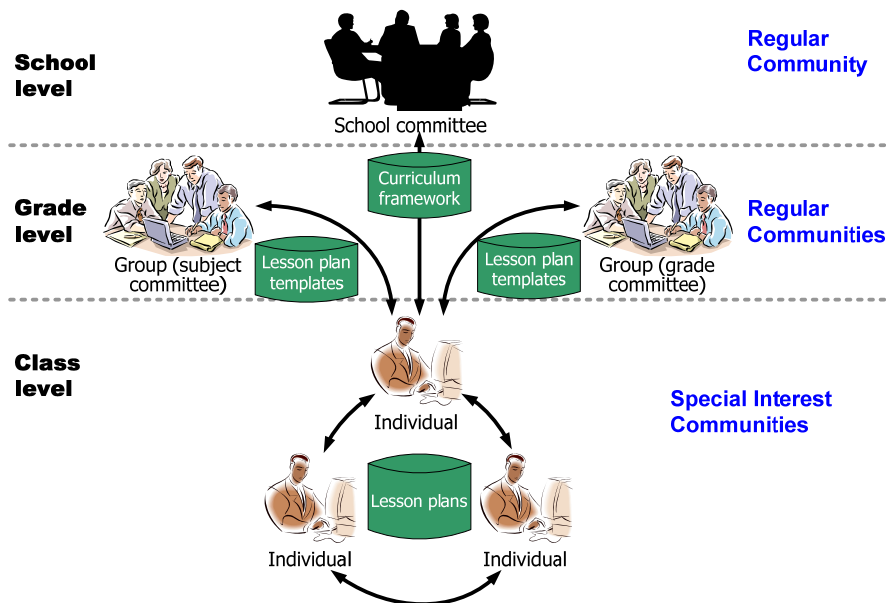 School
level
Regular
Community
School committee
Curriculum
framework
Grade
level
Regular
Communities
Group (subject
committee)
Lesson plan
templates
Lesson plan
templates
Group (grade
committee)
Class
level
Special Interest
Communities
Individual
Lesson plans
Individual
Individual